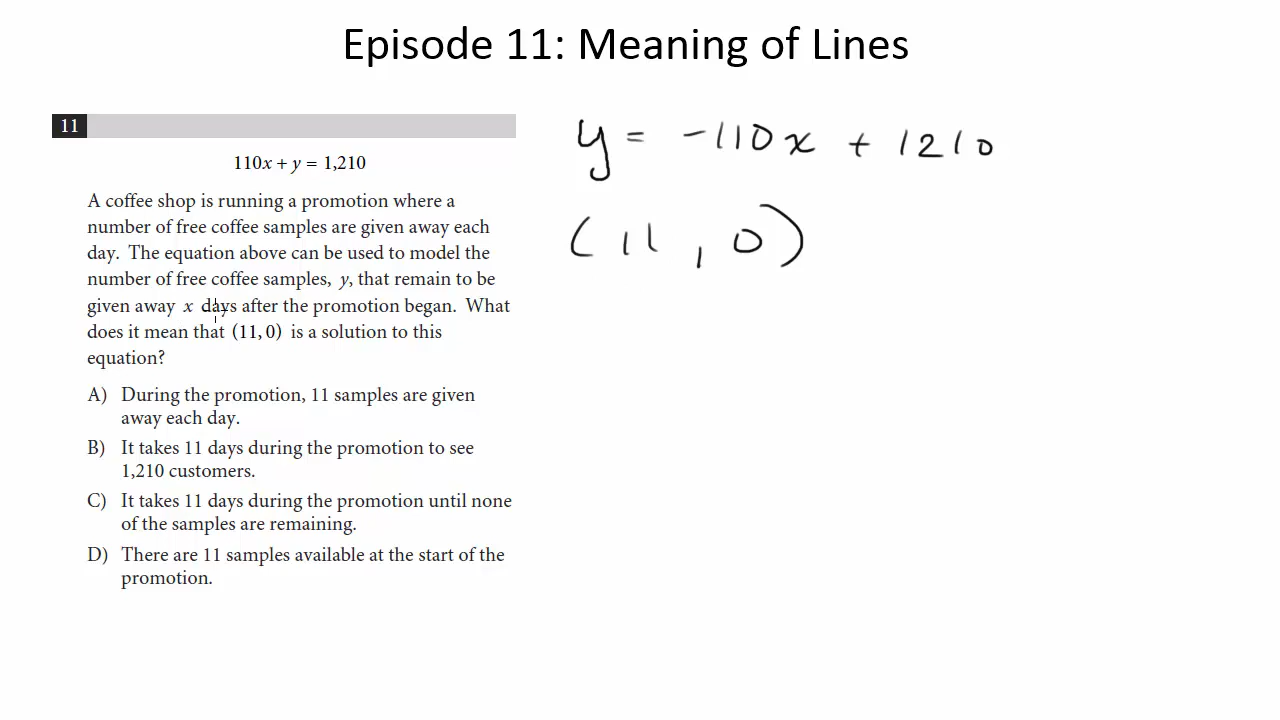 Episode 11: Meaning of Lines
11
110x + y = 1,210
A coffee shop is running a promotion where a
number of free coffee samples are given away each
day. The equation above can be used to model the
number of free coffee samples, y, that remain to be
given away x days after the promotion began. What
does it mean that (11, 0) is a solution to this
equation?
A) During the promotion, 11 samples are given
away each day.
B) It takes 11 days during the promotion to see
1,210 customers.
C) It takes 11 days during the promotion until none
of the samples are remaining.
D) There are 11 samples available at the start of the
promotion.
y = -110x + 1210
(11, 0)